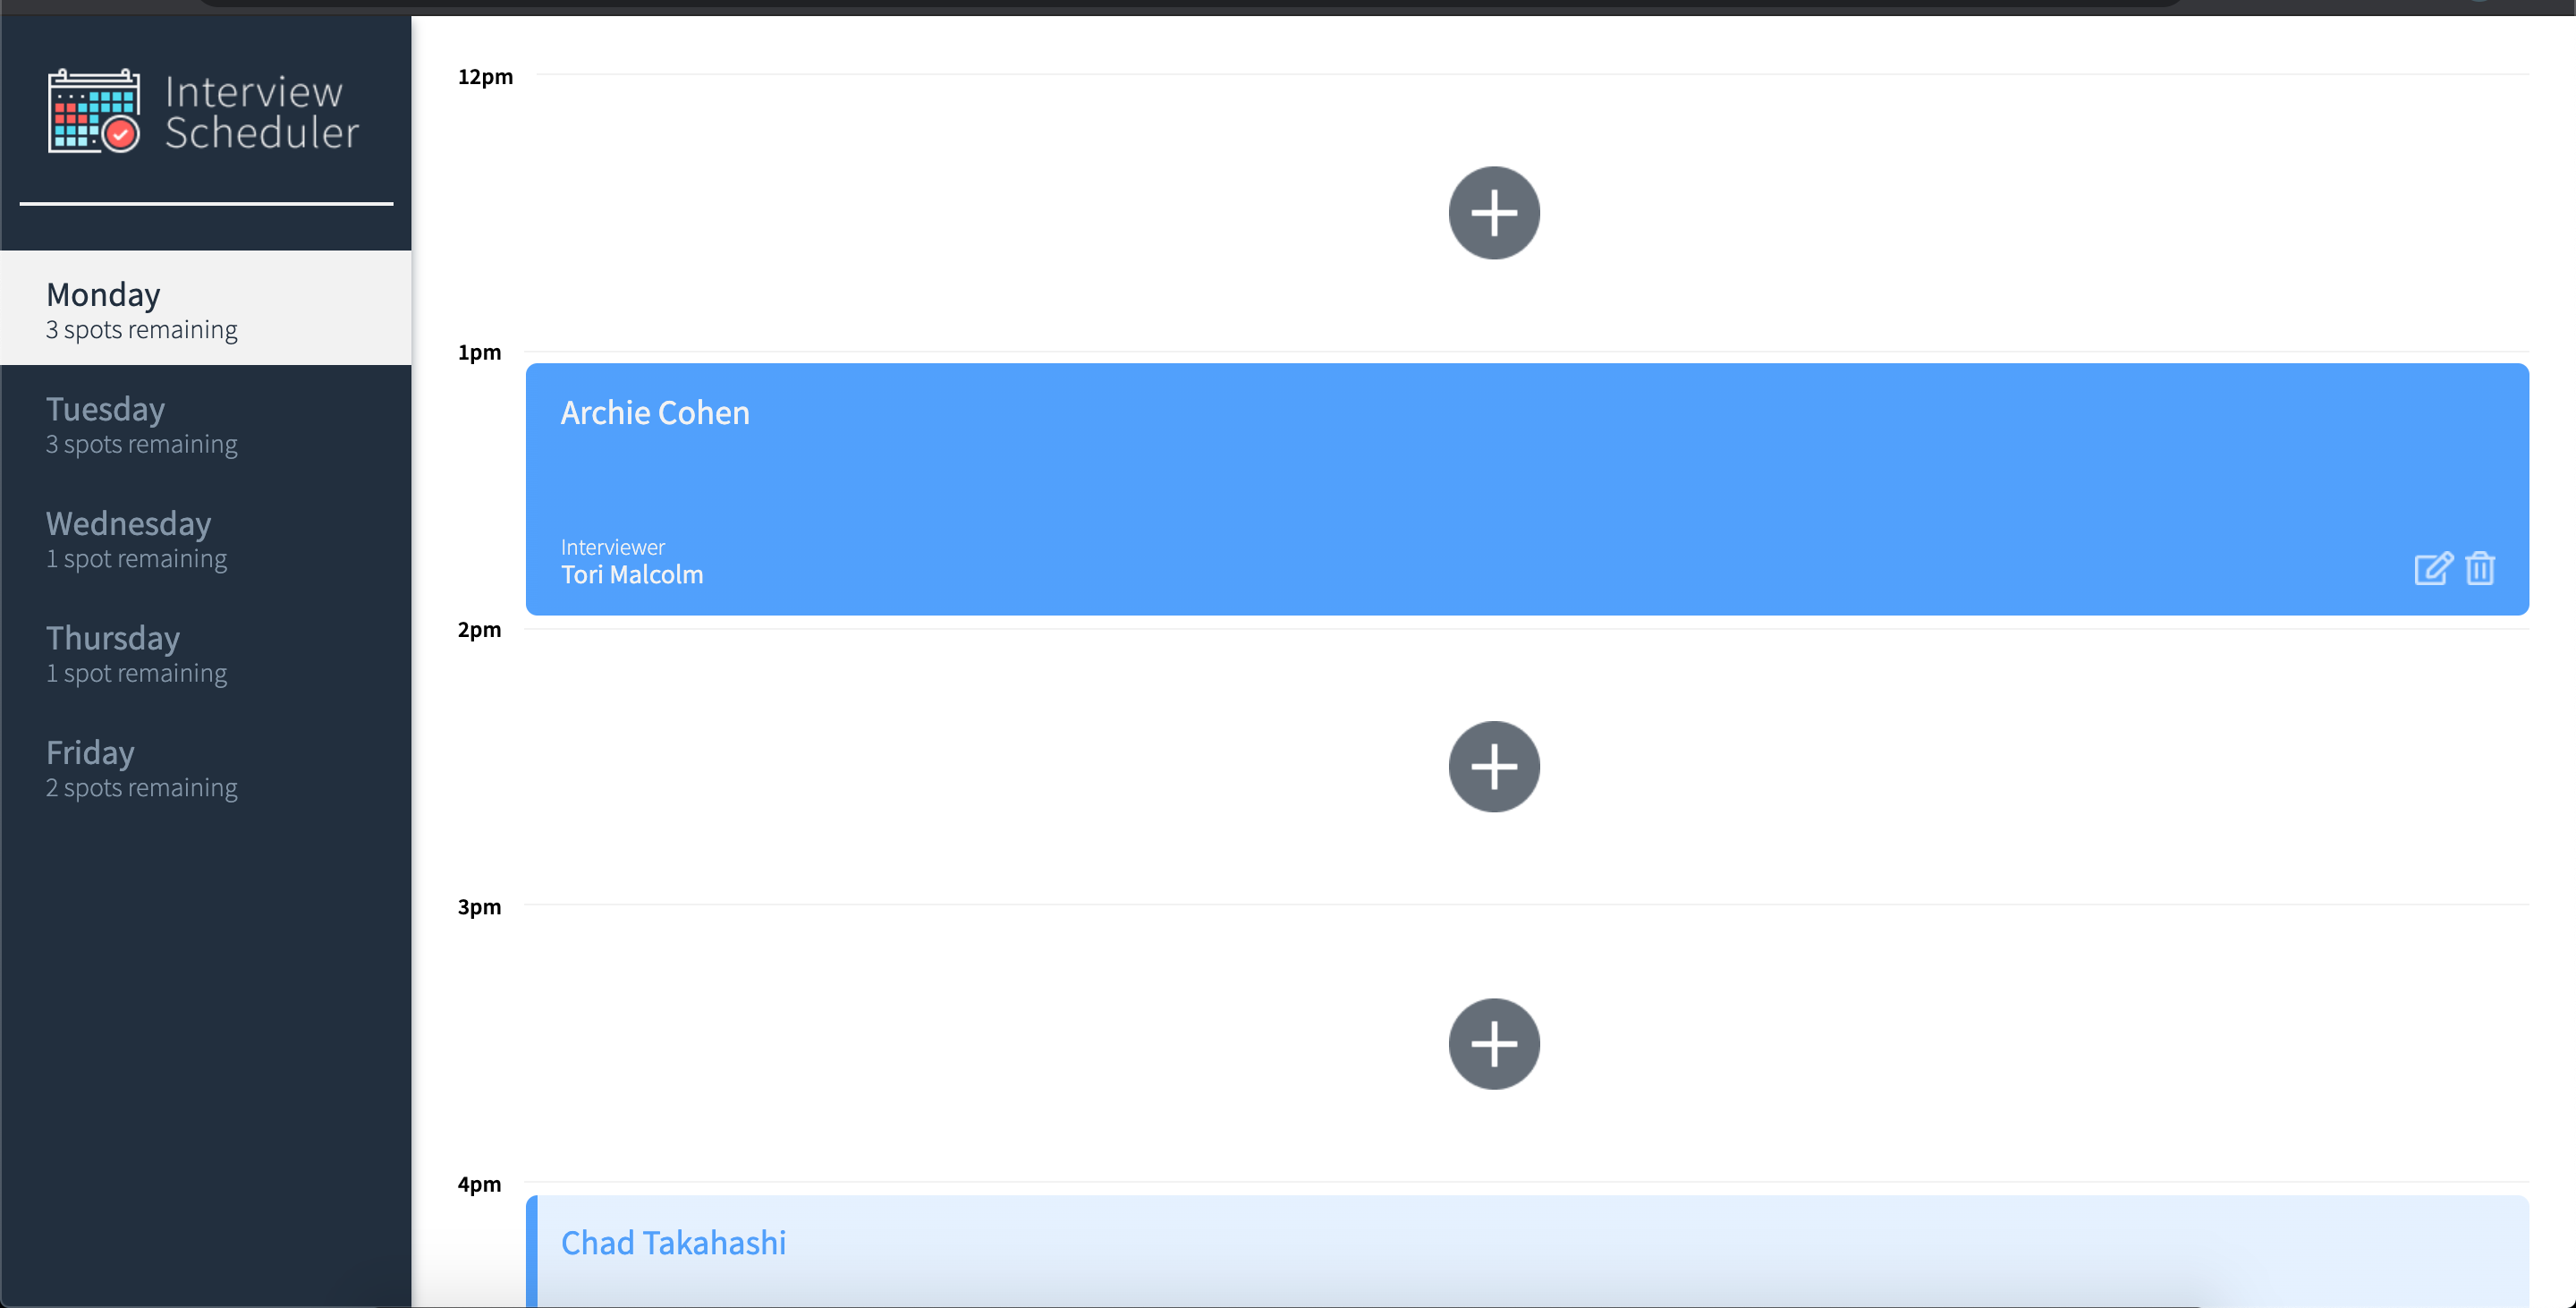 Interview
Scheduler
Monday
3 spots remaining
Tuesday
3 spots remaining
Wednesday
1 spot remaining
Thursday
1 spot remaining
Friday
2 spots remaining
12pm
1pm
Archie Cohen
Interviewer
Tori Malcolm
2pm
3pm
4pm
Chad Takahashi